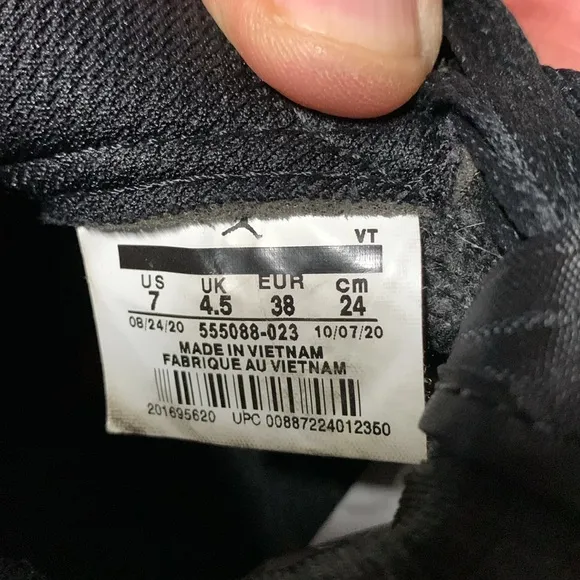 VT
US UK EUR cm
7 4.5 38 24
08/24/20 555088-023 10/07/20
MADE IN VIETNAM
FABRIQUE AU VIETNAM
201695620 UPC 00887224012350